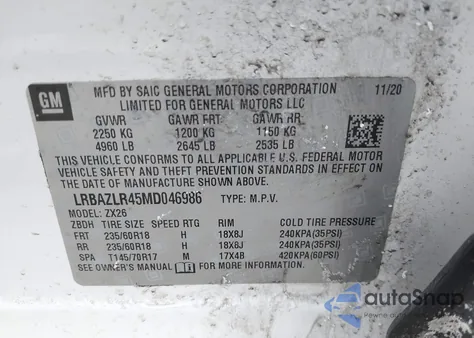 GM
MFD BY SAIC GENERAL MOTORS CORPORATION 11/20
LIMITED FOR GENERAL MOTORS LLC
GVWR GAWR FRT GAWR RR
2250 KG 1200 KG 1150 KG
4960 LB 2645 LB 2535 LB
THIS VEHICLE CONFORMS TO ALL APPLICABLE U.S. FEDERAL MOTOR
VEHICLE SAFETY AND THEFT PREVENTION STANDARDS IN EFFECT ON
THE DATE OF MANUFACTURE SHOWN ABOVE.
LRBAZLR45MD046986 TYPE: M.P.V.
MODEL: ZX26
ZBDH TIRE SIZE SPEED RTG RIM COLD TIRE PRESSURE
FRT 235/60R18 H 18X8J 240KPA(35PSI)
RR 235/60R18 H 18X8J 240KPA(35PSI)
SPA T145/70R17 M 17X4B 420KPA(60PSI)
SEE OWNER'S MANUAL FOR MORE INFORMATION.
autoSnap